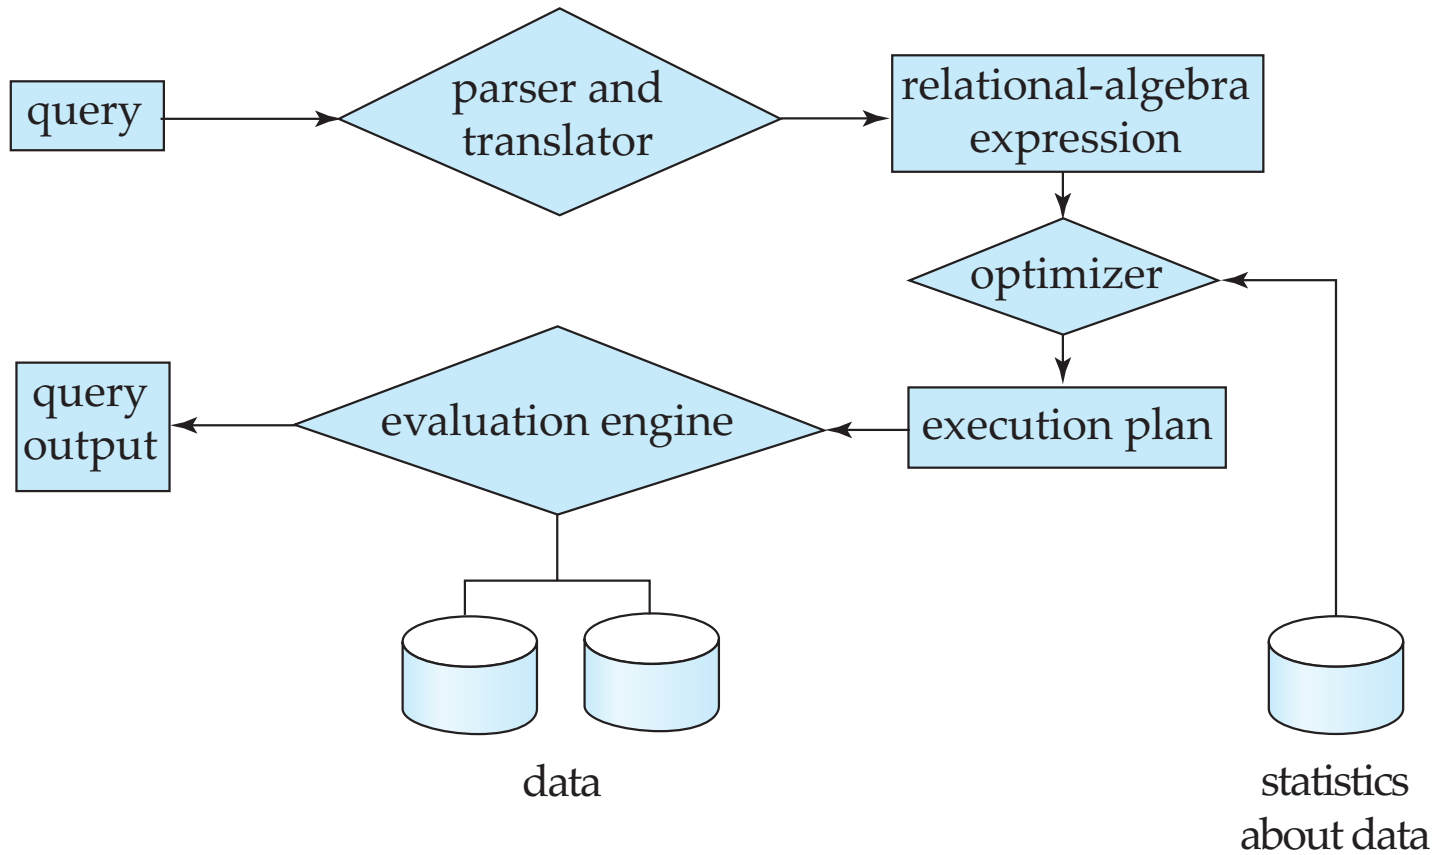 query
parser and
translator
relational-algebra
expression
optimizer
query
output
evaluation engine
execution plan
data
statistics
about data